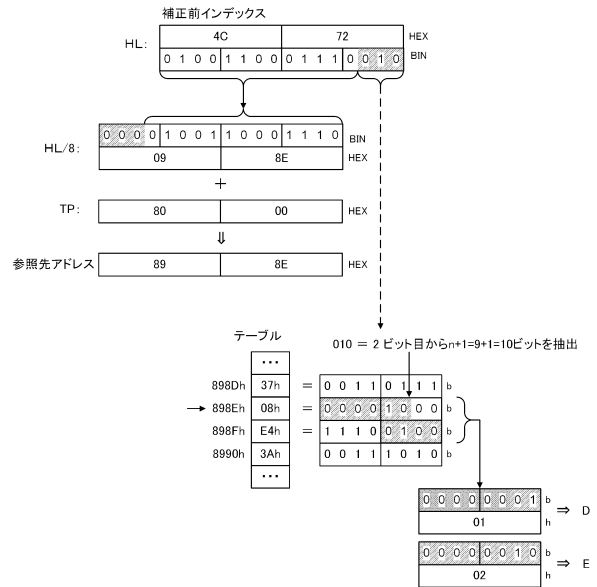 補正前インデックス
HL: 4C 72 HEX
0 1 0 0 1 1 0 0 0 1 1 1 0 0 1 0 BIN
HL/8: 0 0 0 0 1 0 0 1 1 0 0 0 1 1 1 0 BIN
09 8E HEX
+
TP: 80 00 HEX
⇓
参照先アドレス 89 8E HEX
テーブル
010 = 2 ビット目からn+1=9+1=10ビットを抽出
...
898Dh 37h = 0 0 1 1 0 1 1 1 b
→ 898Eh 08h = 0 0 0 0 1 0 0 0 b
898Fh E4h = 1 1 1 0 0 1 0 0 b
8990h 3Ah 0 0 1 1 1 0 1 0 b
...
0 0 0 0 0 0 0 1 b ⇒ D
01 h
0 0 0 0 0 0 1 0 b ⇒ E
02 h